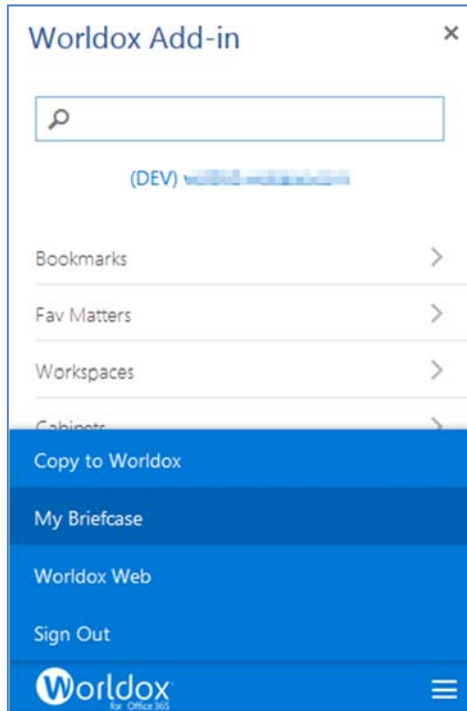 Worldox Add-in
(DEV)
Bookmarks
Fav Matters
Workspaces
Cabinets
Copy to Worldox
My Briefcase
Worldox Web
Sign Out
Worldox
for Office 365